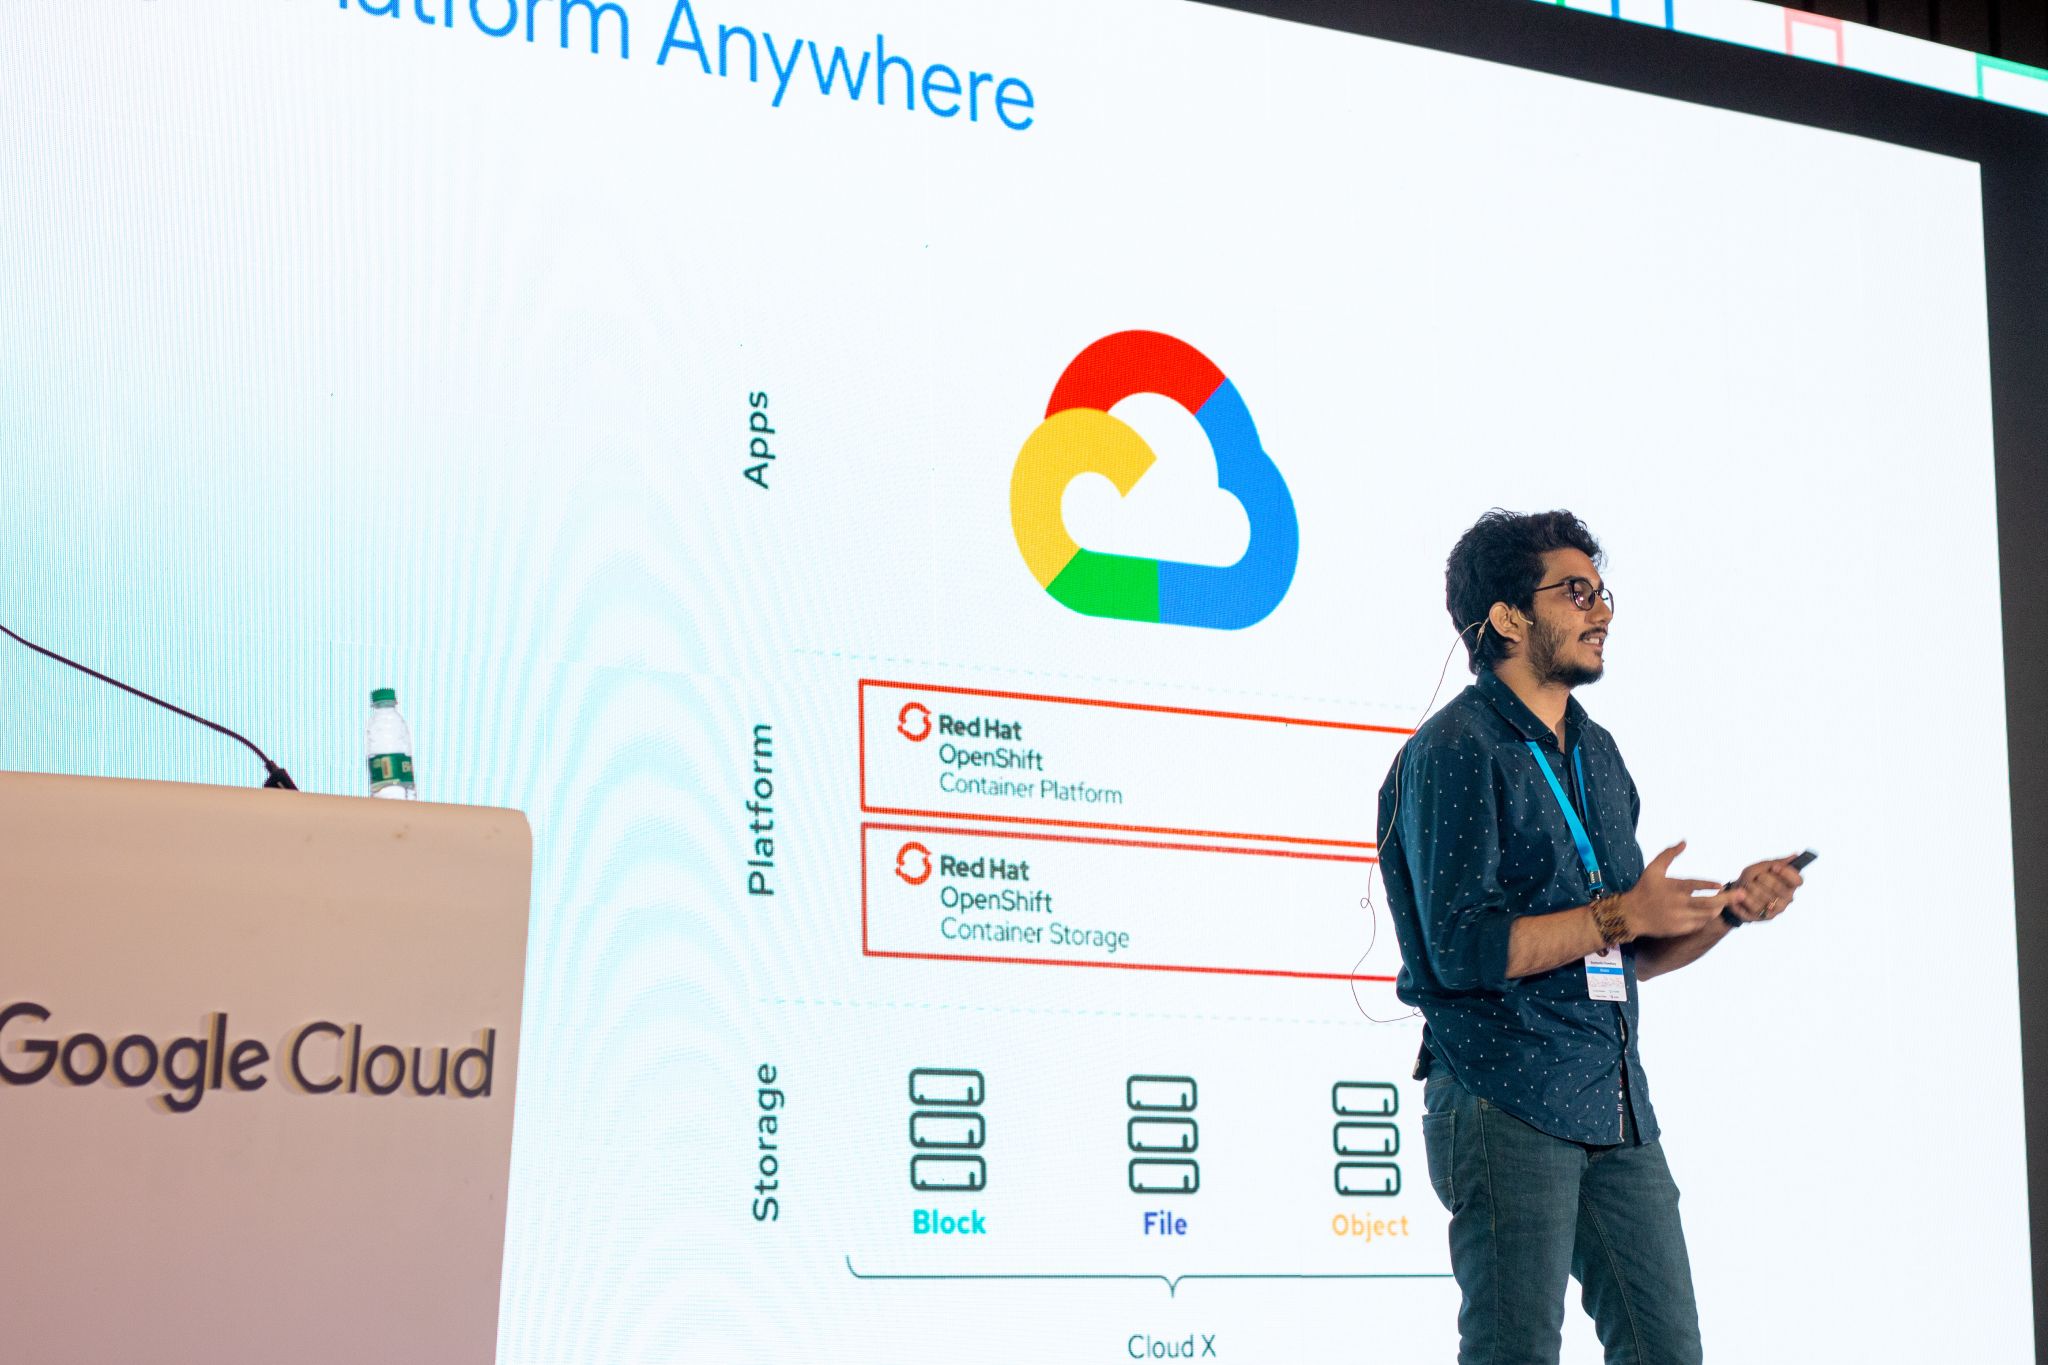 Platform Anywhere
Apps
Platform
Red Hat
OpenShift
Container Platform
Red Hat
OpenShift
Container Storage
Storage
Block
File
Object
Cloud X
Google Cloud